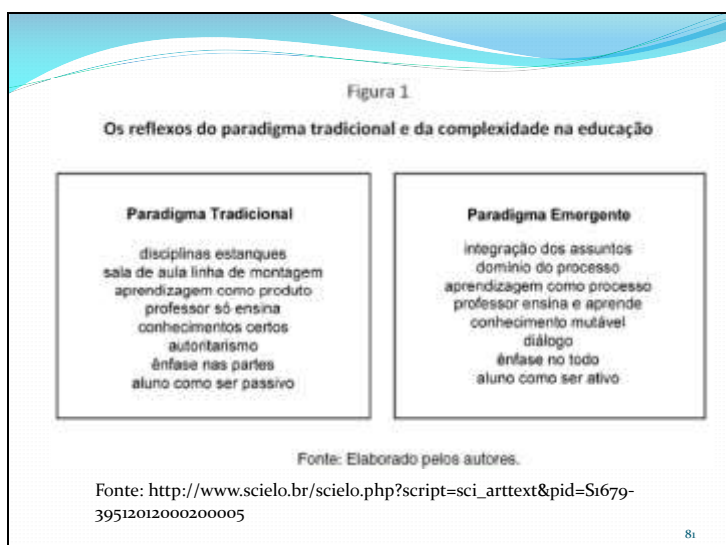 Figura 1
Os reflexos do paradigma tradicional e da complexidade na educação
Paradigma Tradicional
disciplinas estanques
sala de aula linha de montagem
aprendizagem como produto
professor só ensina
conhecimentos certos
autoritarismo
ênfase nas partes
aluno como ser passivo
Paradigma Emergente
integração dos assuntos
domínio do processo
aprendizagem como processo
professor ensina e aprende
conhecimento mutável
diálogo
ênfase no todo
aluno como ser ativo
Fonte: Elaborado pelos autores.
Fonte: http://www.scielo.br/scielo.php?script=sci_arttext&pid=S1679-
39512012000200005
81